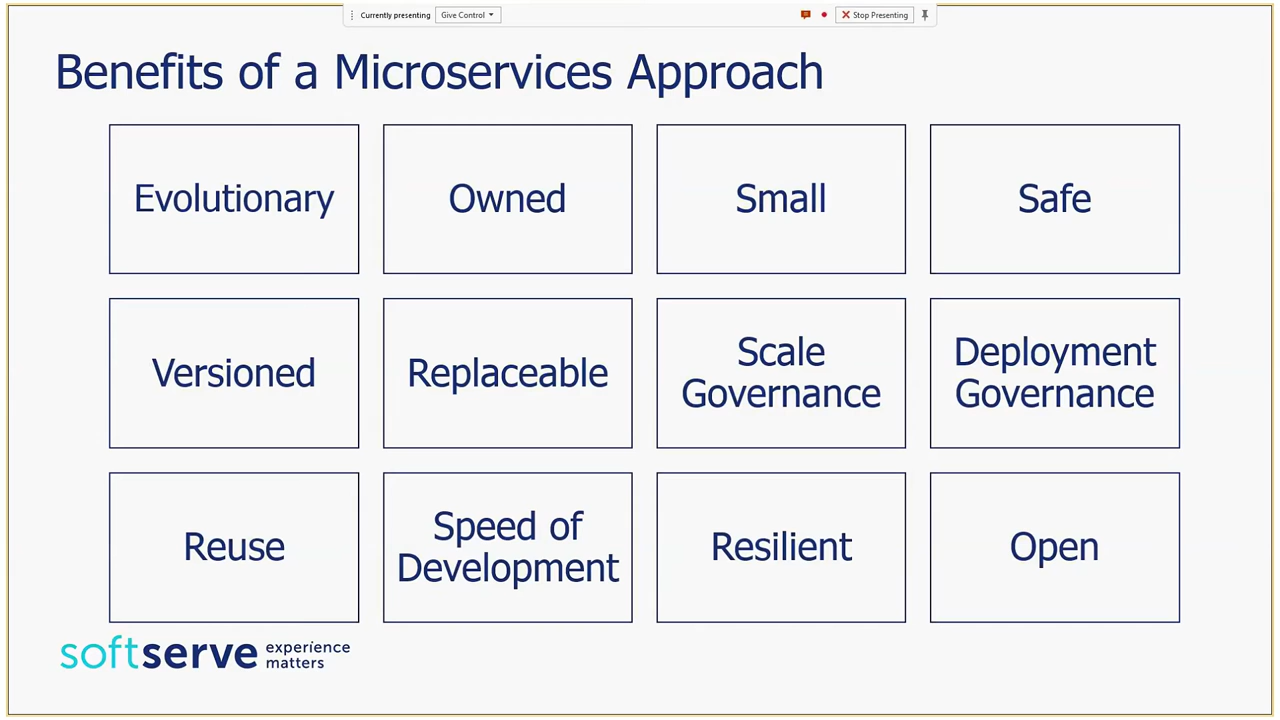 Currently presenting
Give Control
Stop Presenting
Benefits of a Microservices Approach
Evolutionary
Owned
Small
Safe
Versioned
Replaceable
Scale
Governance
Deployment
Governance
Reuse
Speed of
Development
Resilient
Open
softserve
experience
matters